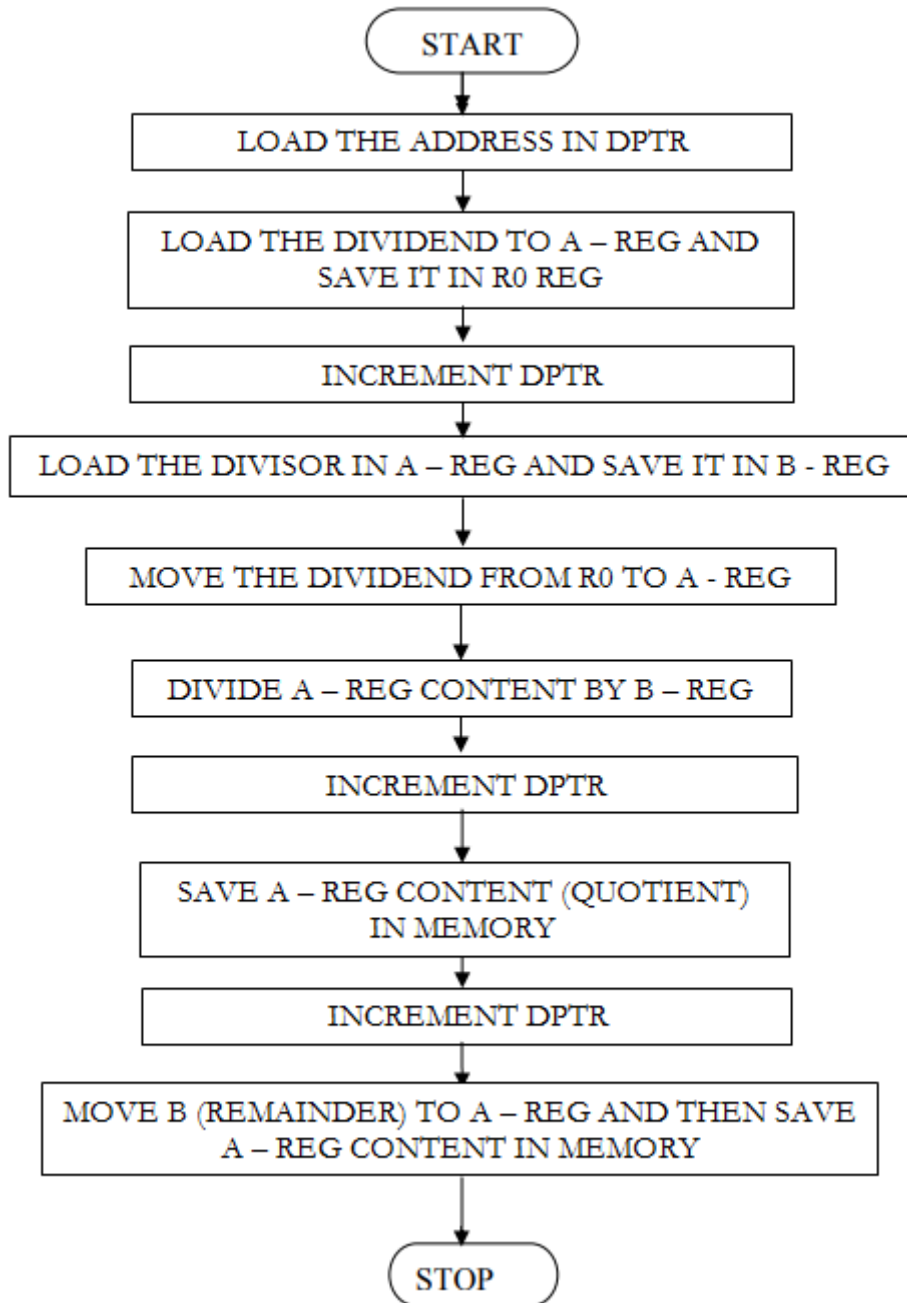 START
LOAD THE ADDRESS IN DPTR
LOAD THE DIVIDEND TO A – REG AND
SAVE IT IN R0 REG
INCREMENT DPTR
LOAD THE DIVISOR IN A – REG AND SAVE IT IN B - REG
MOVE THE DIVIDEND FROM R0 TO A - REG
DIVIDE A – REG CONTENT BY B – REG
INCREMENT DPTR
SAVE A – REG CONTENT (QUOTIENT)
IN MEMORY
INCREMENT DPTR
MOVE B (REMAINDER) TO A – REG AND THEN SAVE
A – REG CONTENT IN MEMORY
STOP